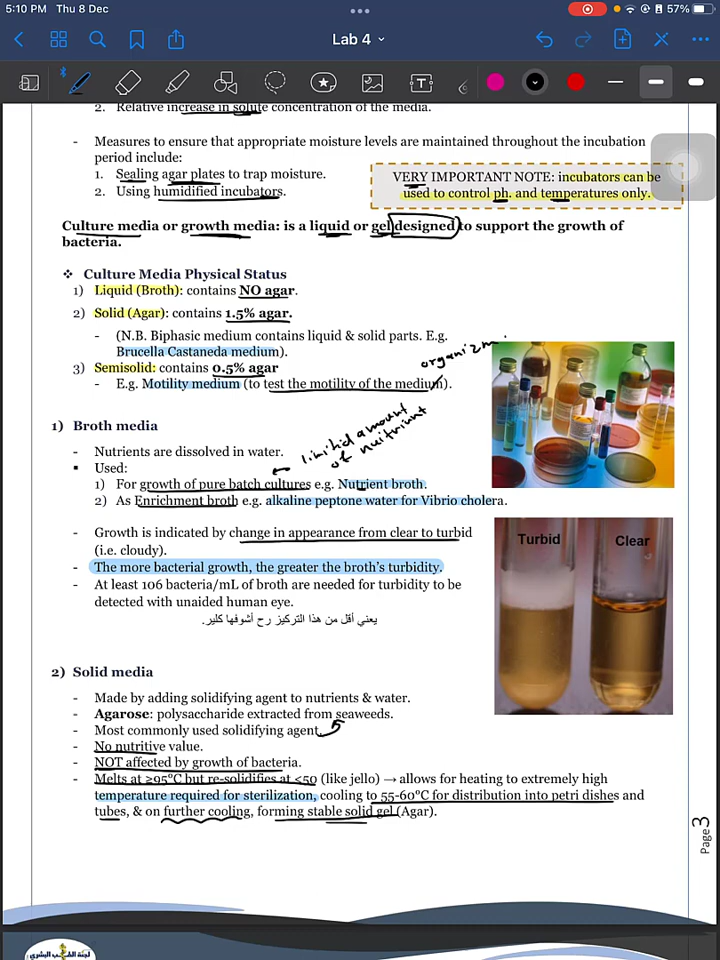 5:10 PM Thu 8 Dec
57%
Lab 4
2. Relative increase in solute concentration of the media.
- Measures to ensure that appropriate moisture levels are maintained throughout the incubation
period include:
1. Sealing agar plates to trap moisture.
2. Using humidified incubators.
VERY IMPORTANT NOTE: incubators can be
used to control ph. and temperatures only.
Culture media or growth media: is a liquid or gel designed to support the growth of
bacteria.
❖ Culture Media Physical Status
1) Liquid (Broth): contains NO agar.
2) Solid (Agar): contains 1.5% agar.
- (N.B. Biphasic medium contains liquid & solid parts. E.g.
Brucella Castaneda medium).
organizm.
3) Semisolid: contains 0.5% agar
- E.g. Motility medium (to test the motility of the medium).
1) Broth media
limitid amount
of nuitriant
- Nutrients are dissolved in water.
▪ Used:
1) For growth of pure batch cultures e.g. Nutrient broth.
2) As Enrichment broth e.g. alkaline peptone water for Vibrio cholera.
- Growth is indicated by change in appearance from clear to turbid
(i.e. cloudy).
- The more bacterial growth, the greater the broth's turbidity.
- At least 106 bacteria/mL of broth are needed for turbidity to be
detected with unaided human eye.
يعني أقل من هذا التركيز رح أشوفها كلير.
Turbid
Clear
2) Solid media
- Made by adding solidifying agent to nutrients & water.
- Agarose: polysaccharide extracted from seaweeds.
- Most commonly used solidifying agent.
- No nutritive value.
- NOT affected by growth of bacteria.
- Melts at ≥95°C but re-solidifies at <50 (like jello) → allows for heating to extremely high
temperature required for sterilization, cooling to 55-60°C for distribution into petri dishes and
tubes, & on further cooling, forming stable solid gel (Agar).
Page 3
لجنة الطب البشري